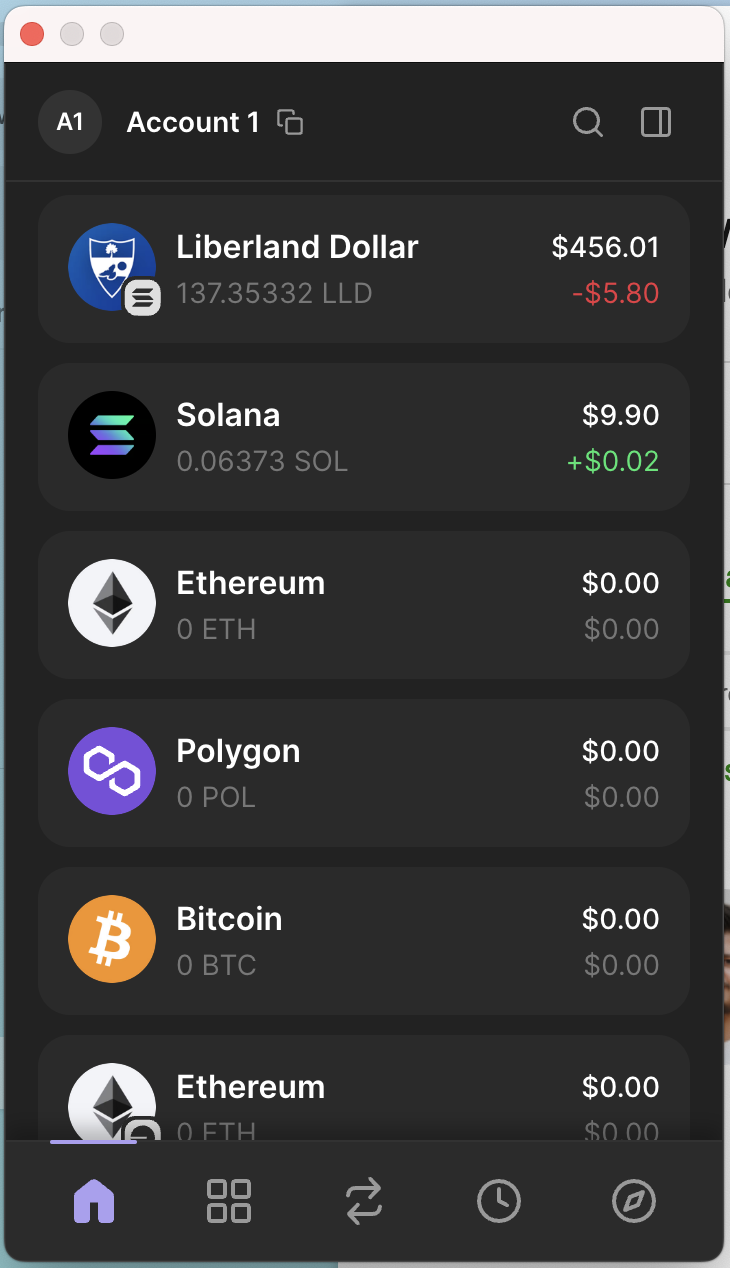 A1
Account 1
Liberland Dollar
$456.01
137.35332 LLD
-$5.80
Solana
$9.90
0.06373 SOL
+$0.02
Ethereum
$0.00
0 ETH
$0.00
Polygon
$0.00
0 POL
$0.00
Bitcoin
$0.00
0 BTC
$0.00
Ethereum
$0.00
0 ETH
$0.00